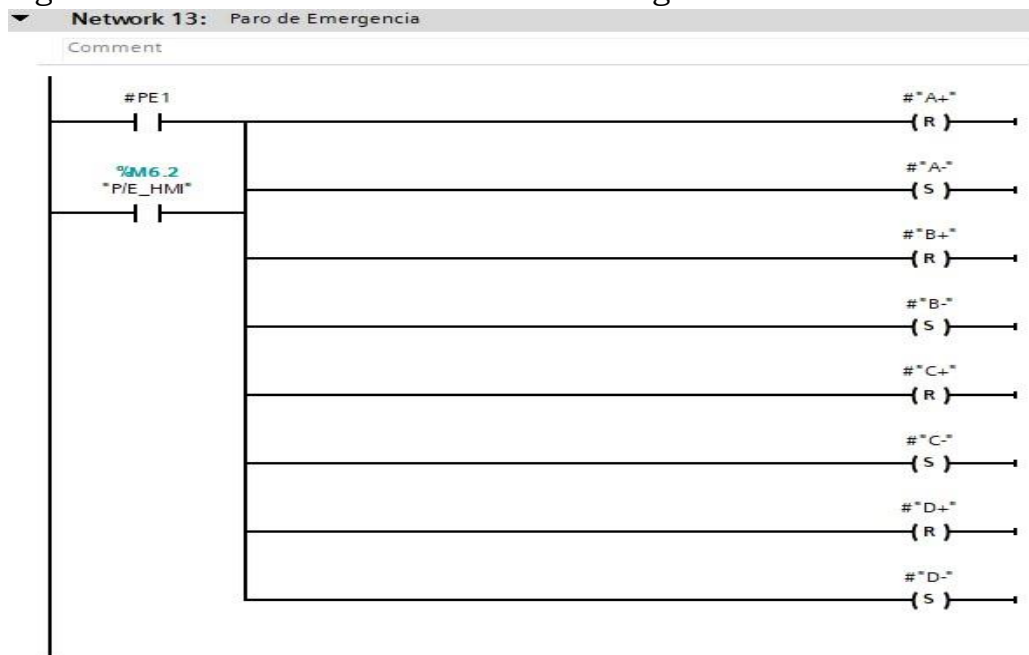 Network 13: Paro de Emergencia
Comment
#PE1
#"A+"
( R )
%M6.2
"P/E_HMI"
#"A-"
( S )
#"B+"
( R )
#"B-"
( S )
#"C+"
( R )
#"C-"
( S )
#"D+"
( R )
#"D-"
( S )